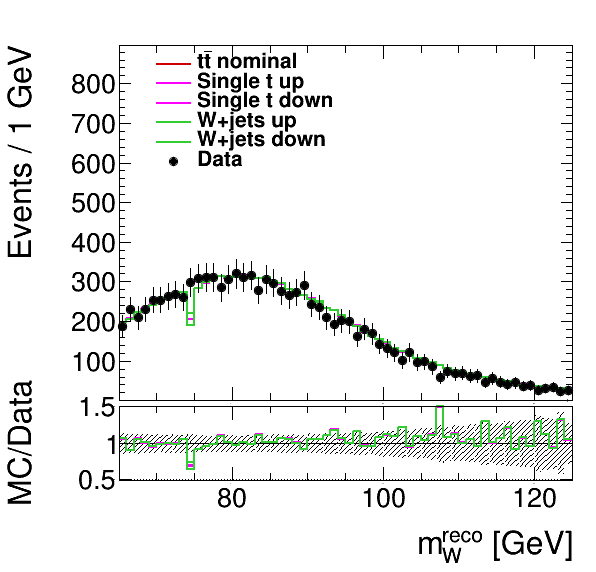 Events / 1 GeV
800
700
600
500
400
300
200
100
tt̄ nominal
Single t up
Single t down
W+jets up
W+jets down
Data
MC/Data
1.5
1
0.5
80
100
120
m_W^reco [GeV]